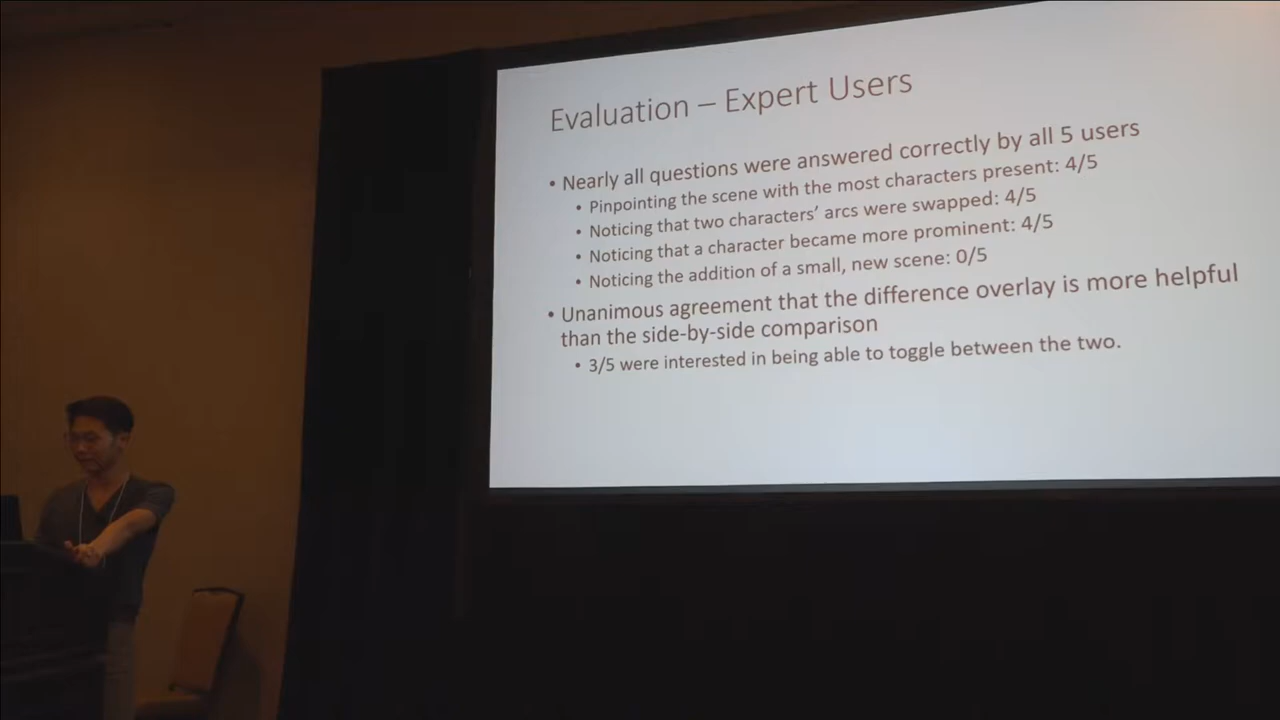 Evaluation – Expert Users
• Nearly all questions were answered correctly by all 5 users
• Pinpointing the scene with the most characters present: 4/5
• Noticing that two characters’ arcs were swapped: 4/5
• Noticing that a character became more prominent: 4/5
• Noticing the addition of a small, new scene: 0/5
• Unanimous agreement that the difference overlay is more helpful
than the side-by-side comparison
• 3/5 were interested in being able to toggle between the two.